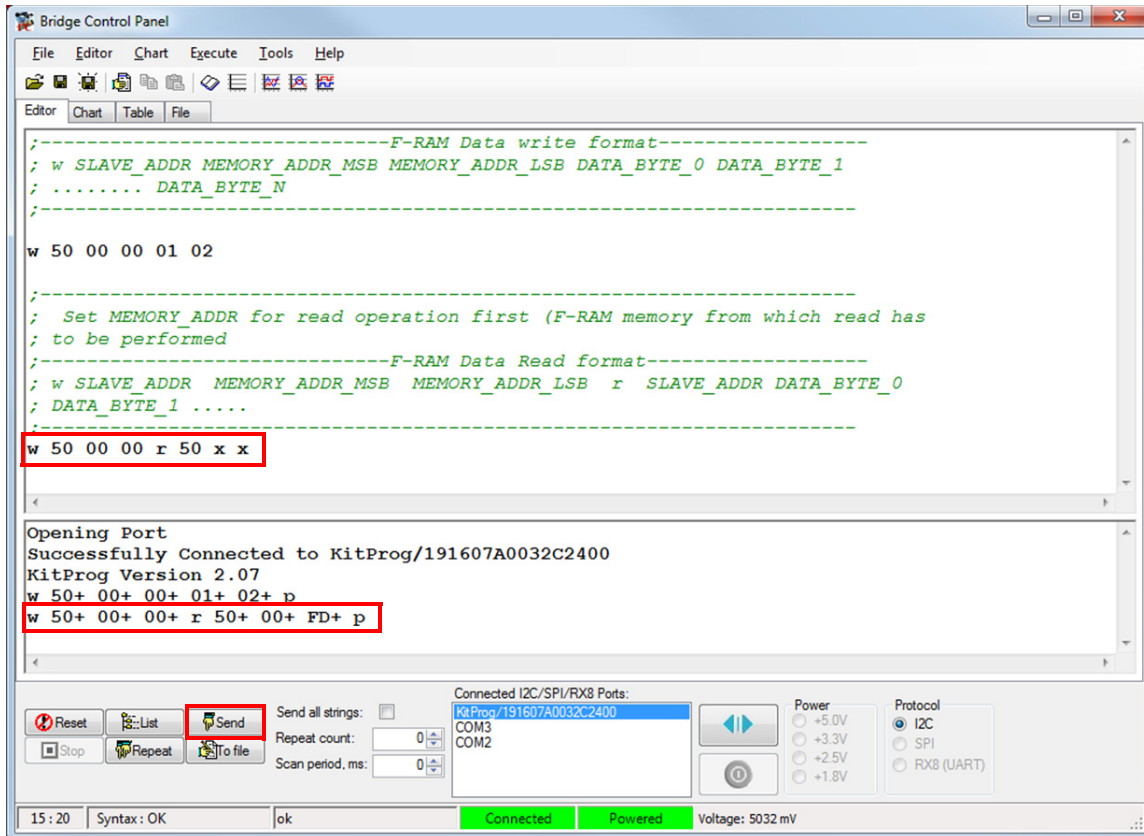 Bridge Control Panel
File Editor Chart Execute Tools Help
Editor Chart Table File
;------------------------------F-RAM Data write format------------------
; w SLAVE_ADDR MEMORY_ADDR_MSB MEMORY_ADDR_LSB DATA_BYTE_0 DATA_BYTE_1
; ........ DATA_BYTE_N
;----------------------------------------------------------------------
w 50 00 00 01 02
;----------------------------------------------------------------------
;  Set MEMORY_ADDR for read operation first (F-RAM memory from which read has
; to be performed
;------------------------------F-RAM Data Read format-------------------
; w SLAVE_ADDR  MEMORY_ADDR_MSB  MEMORY_ADDR_LSB  r  SLAVE_ADDR DATA_BYTE_0
; DATA_BYTE_1 .....
;----------------------------------------------------------------------
w 50 00 00 r 50 x x
Opening Port
Successfully Connected to KitProg/191607A0032C2400
KitProg Version 2.07
w 50+ 00+ 00+ 01+ 02+ p
w 50+ 00+ 00+ r 50+ 00+ FD+ p
Reset List Send
Stop Repeat To file
Send all strings:
Repeat count: 0
Scan period, ms: 0
Connected I2C/SPI/RX8 Ports:
KitProg/191607A0032C2400
COM3
COM2
Power
+5.0V
+3.3V
+2.5V
+1.8V
Protocol
I2C
SPI
RX8 (UART)
15 : 20 Syntax : OK ok Connected Powered Voltage: 5032 mV